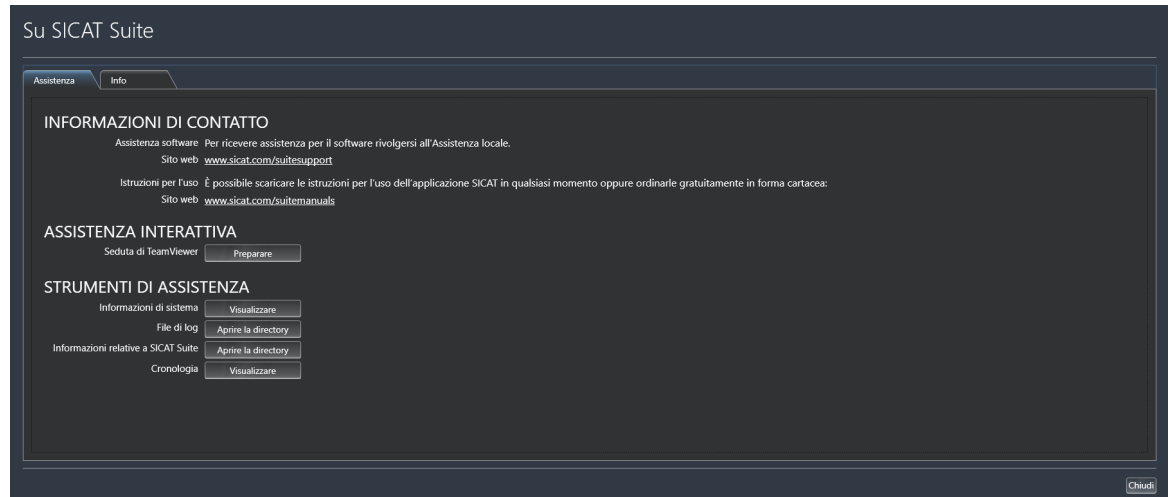 Su SICAT Suite
Assistenza
Info
INFORMAZIONI DI CONTATTO
Assistenza software Per ricevere assistenza per il software rivolgersi all'Assistenza locale.
Sito web www.sicat.com/suitesupport
Istruzioni per l'uso È possibile scaricare le istruzioni per l'uso dell'applicazione SICAT in qualsiasi momento oppure ordinarle gratuitamente in forma cartacea:
Sito web www.sicat.com/suitemanuals
ASSISTENZA INTERATTIVA
Seduta di TeamViewer Preparare
STRUMENTI DI ASSISTENZA
Informazioni di sistema Visualizzare
File di log Aprire la directory
Informazioni relative a SICAT Suite Aprire la directory
Cronologia Visualizzare
Chiudi